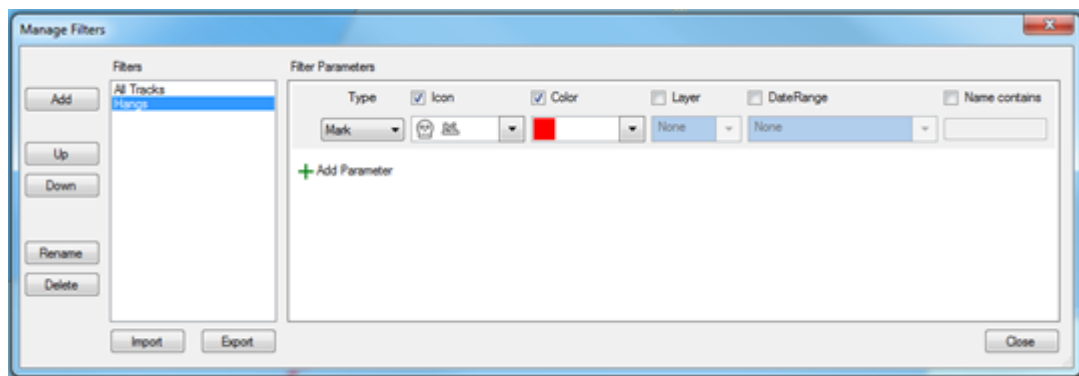 Manage Filters
Filters
Filter Parameters
Add
Up
Down
Rename
Delete
All Tracks
Hangs
Type
Icon
Color
Layer
DateRange
Name contains
Mark
None
None
Add Parameter
Import
Export
Close